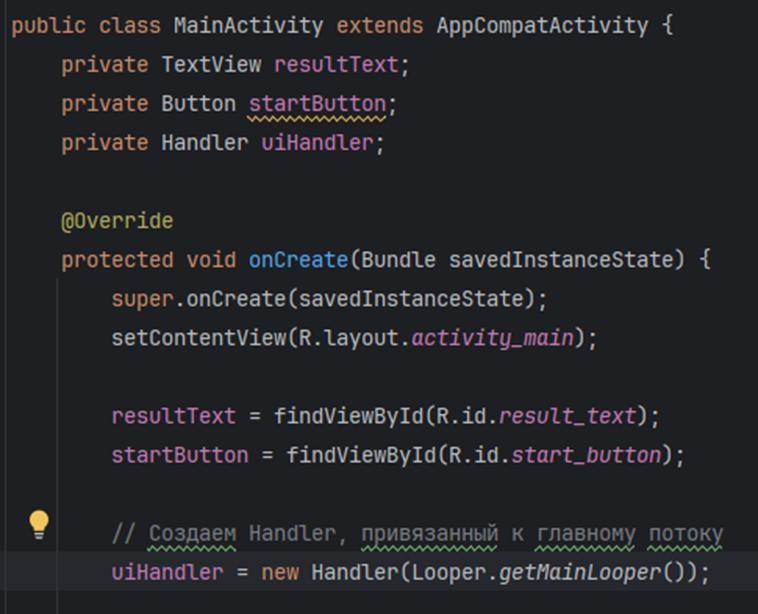 public class MainActivity extends AppCompatActivity {
private TextView resultText;
private Button startButton;
private Handler uiHandler;
@Override
protected void onCreate(Bundle savedInstanceState) {
super.onCreate(savedInstanceState);
setContentView(R.layout.activity_main);
resultText = findViewById(R.id.result_text);
startButton = findViewById(R.id.start_button);
// Создаем Handler, привязанный к главному потоку
uiHandler = new Handler(Looper.getMainLooper());